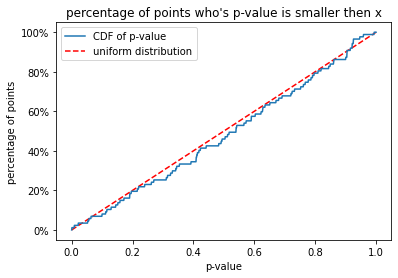 percentage of points who's p-value is smaller then x
CDF of p-value
uniform distribution
percentage of points
100%
80%
60%
40%
20%
0%
0.0 0.2 0.4 0.6 0.8 1.0
p-value